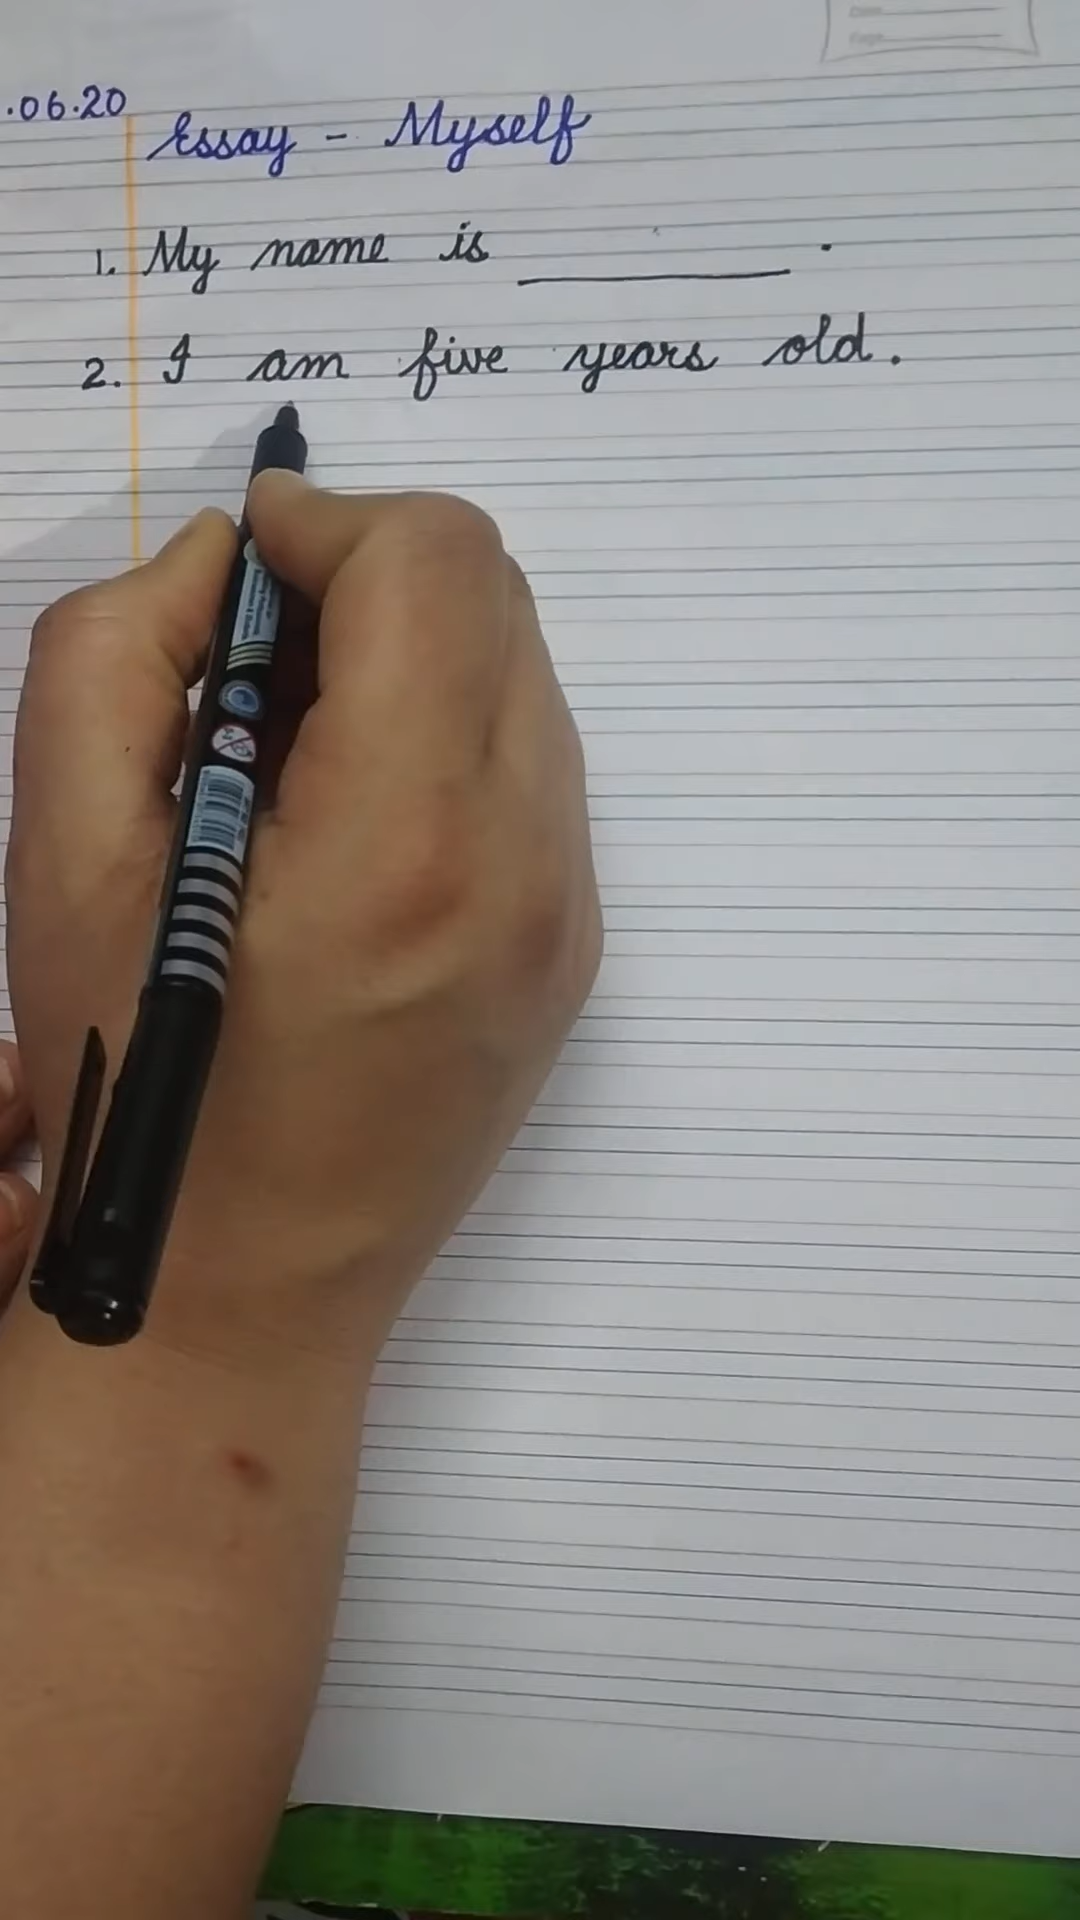 .06.20
Essay - Myself
1. My name is ________ .
2. I am five years old.